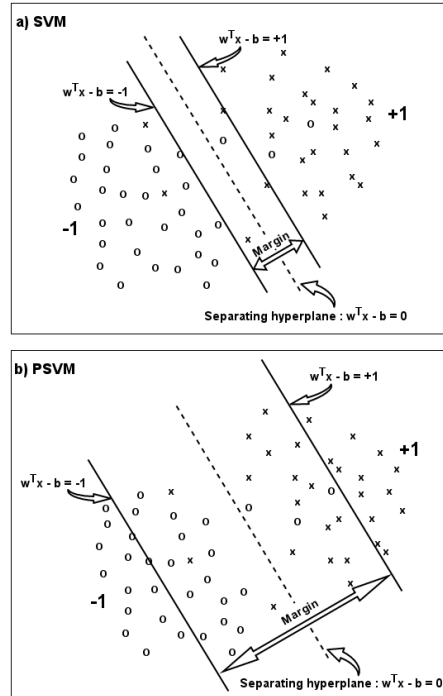 a) SVM
wᵀx - b = +1
wᵀx - b = -1
+1
-1
Margin
Separating hyperplane : wᵀx - b = 0
b) PSVM
wᵀx - b = +1
+1
wᵀx - b = -1
-1
Margin
Separating hyperplane : wᵀx - b = 0